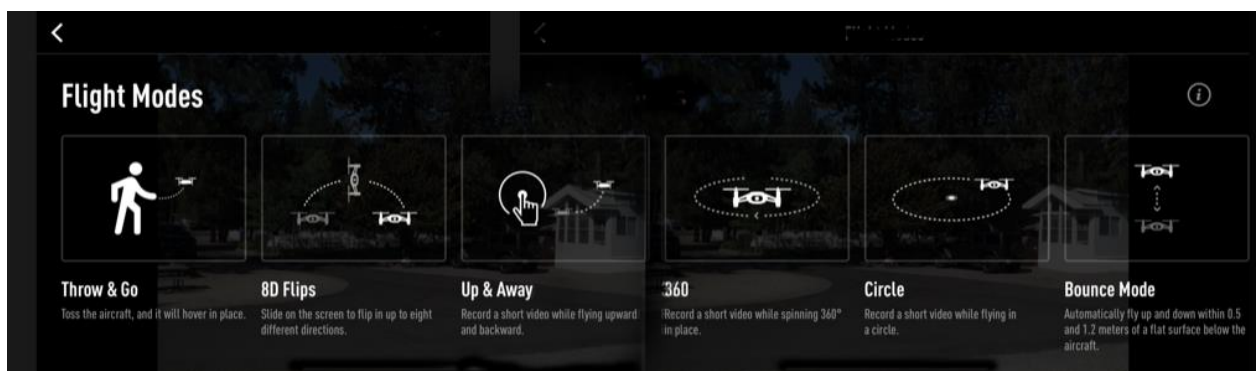 Flight Modes
Throw & Go
Toss the aircraft, and it will hover in place.
8D Flips
Slide on the screen to flip in up to eight
different directions.
Up & Away
Record a short video while flying upward
and backward.
360
Record a short video while spinning 360°
in place.
Circle
Record a short video while flying in
a circle.
Bounce Mode
Automatically fly up and down within 0.5
and 1.2 meters of a flat surface below the
aircraft.